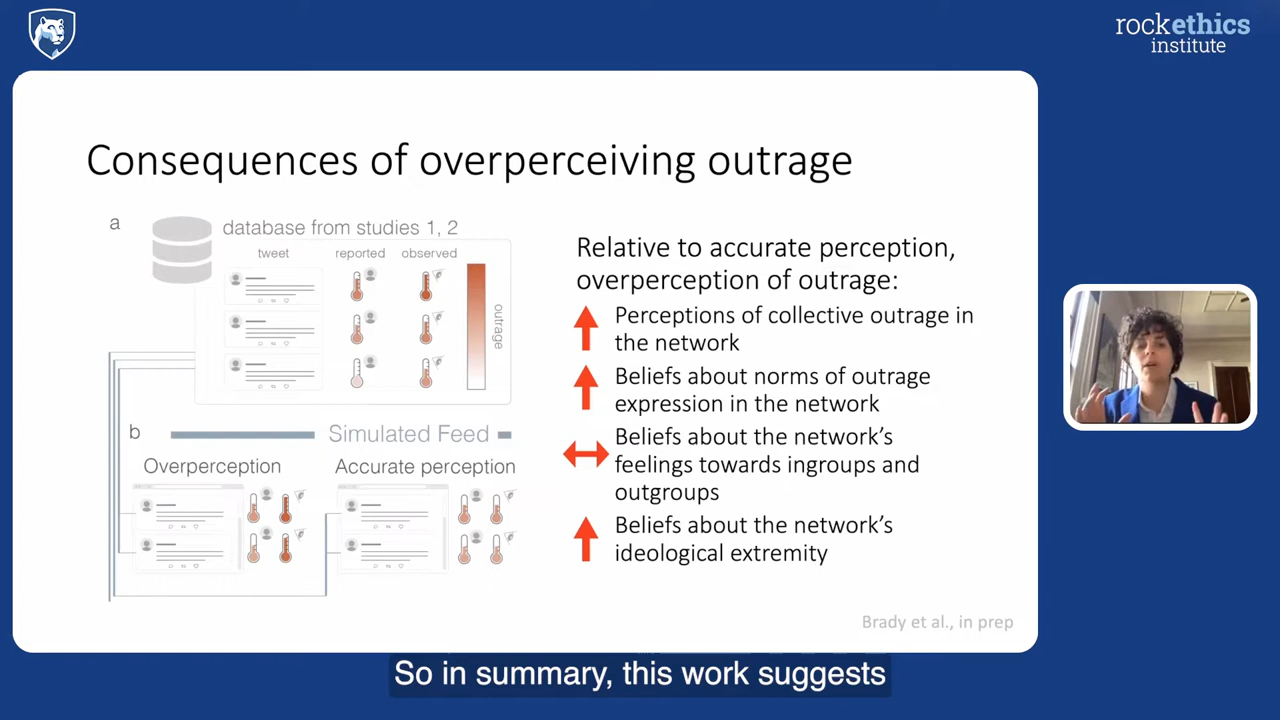 rockethics
institute
Consequences of overperceiving outrage
a
database from studies 1, 2
tweet reported observed
outrage
b
Simulated Feed
Overperception
Accurate perception
Relative to accurate perception,
overperception of outrage:
Perceptions of collective outrage in
the network
Beliefs about norms of outrage
expression in the network
Beliefs about the network’s
feelings towards ingroups and
outgroups
Beliefs about the network’s
ideological extremity
Brady et al., in prep
So in summary, this work suggests